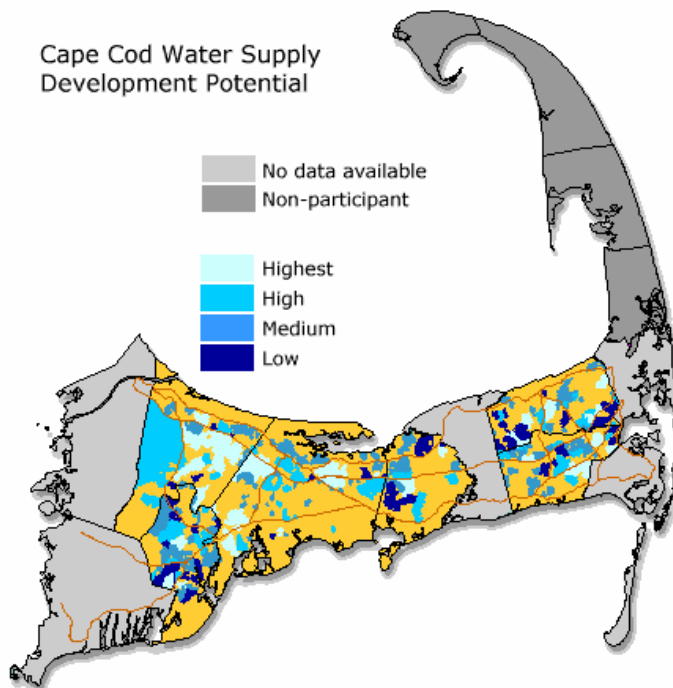 Cape Cod Water Supply
Development Potential
No data available
Non-participant
Highest
High
Medium
Low